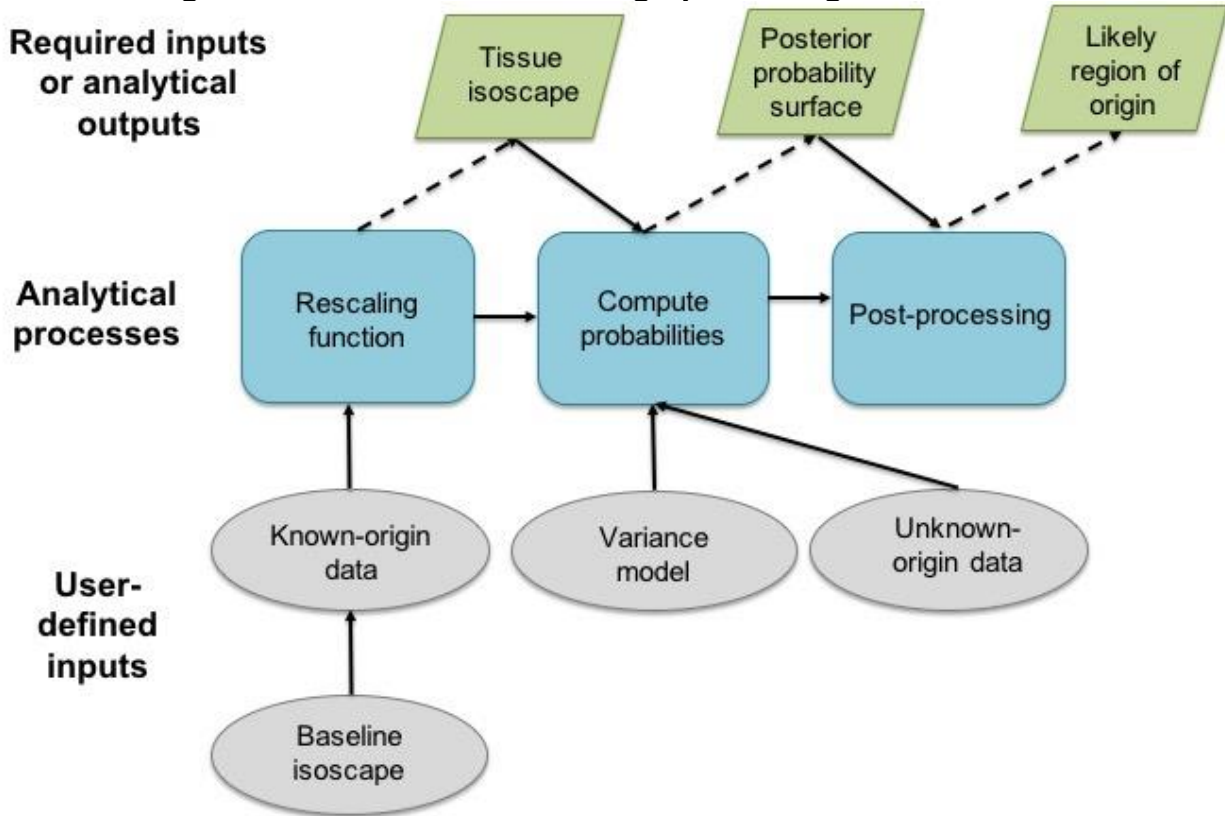 Required inputs
or analytical
outputs
Tissue
isoscape
Posterior
probability
surface
Likely
region of
origin
Analytical
processes
Rescaling
function
Compute
probabilities
Post-processing
User-
defined
inputs
Known-origin
data
Variance
model
Unknown-
origin data
Baseline
isoscape